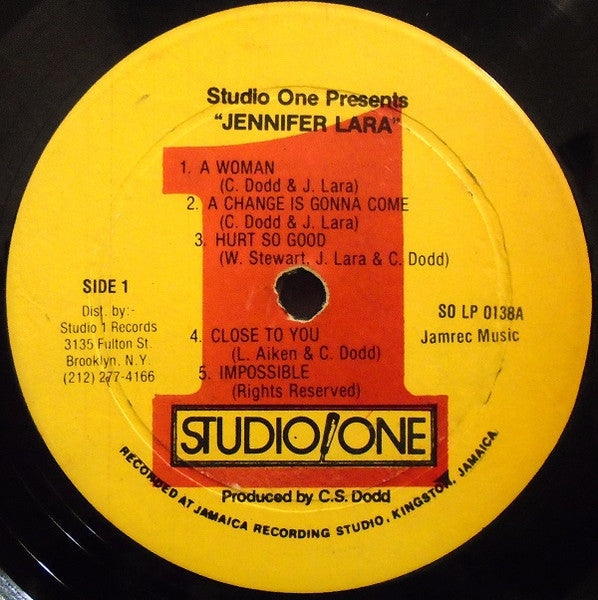 Studio One Presents
"JENNIFER LARA"
1. A WOMAN
(C. Dodd & J. Lara)
2. A CHANGE IS GONNA COME
(C. Dodd & J. Lara)
3. HURT SO GOOD
(W. Stewart, J. Lara & C. Dodd)
SIDE 1
Dist. by:-
Studio 1 Records
3135 Fulton St.
Brooklyn, N.Y.
(212) 277-4166
SO LP 0138A
Jamrec Music
4. CLOSE TO YOU
(L. Aiken & C. Dodd)
5. IMPOSSIBLE
(Rights Reserved)
1
STUDIO ONE
Produced by C.S. Dodd
RECORDED AT JAMAICA RECORDING STUDIO, KINGSTON, JAMAICA.